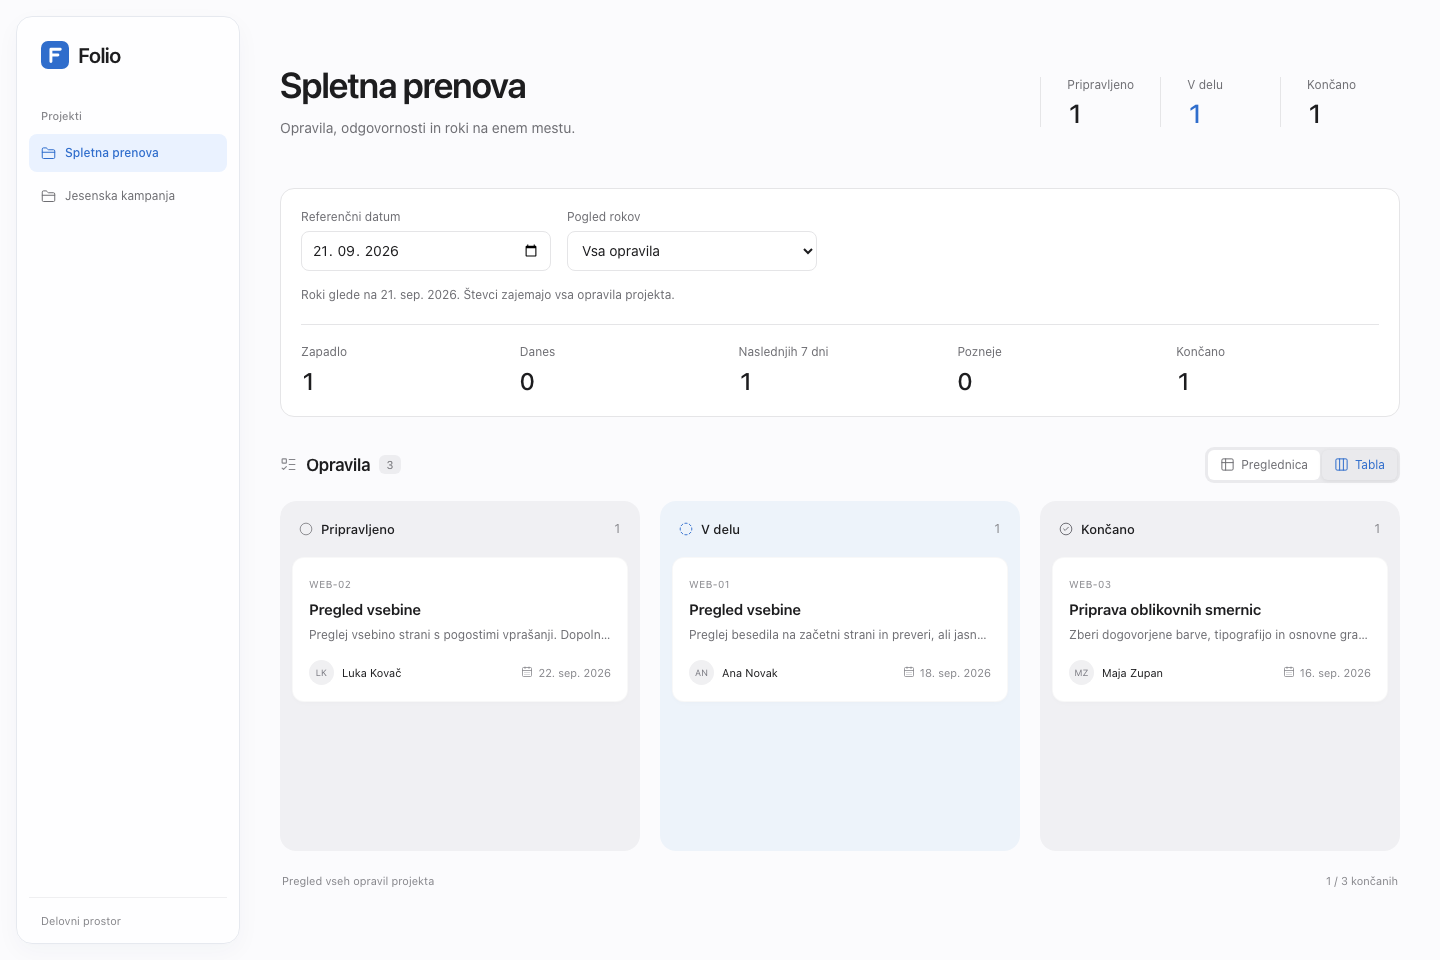 Folio
Projekti
Spletna prenova
Jesenska kampanja
Delovni prostor
Spletna prenova
Opravila, odgovornosti in roki na enem mestu.
Pripravljeno
1
V delu
1
Končano
1
Referenčni datum
21. 09. 2026
Pogled rokov
Vsa opravila
Roki glede na 21. sep. 2026. Števci zajemajo vsa opravila projekta.
Zapadlo
1
Danes
0
Naslednjih 7 dni
1
Pozneje
0
Končano
1
Opravila 3
Preglednica
Tabla
Pripravljeno 1
WEB-02
Pregled vsebine
Preglej vsebino strani s pogostimi vprašanji. Dopoln...
LK Luka Kovač 22. sep. 2026
V delu 1
WEB-01
Pregled vsebine
Preglej besedila na začetni strani in preveri, ali jasn...
AN Ana Novak 18. sep. 2026
Končano 1
WEB-03
Priprava oblikovnih smernic
Zberi dogovorjene barve, tipografijo in osnovne gra...
MZ Maja Zupan 16. sep. 2026
Pregled vseh opravil projekta
1 / 3 končanih